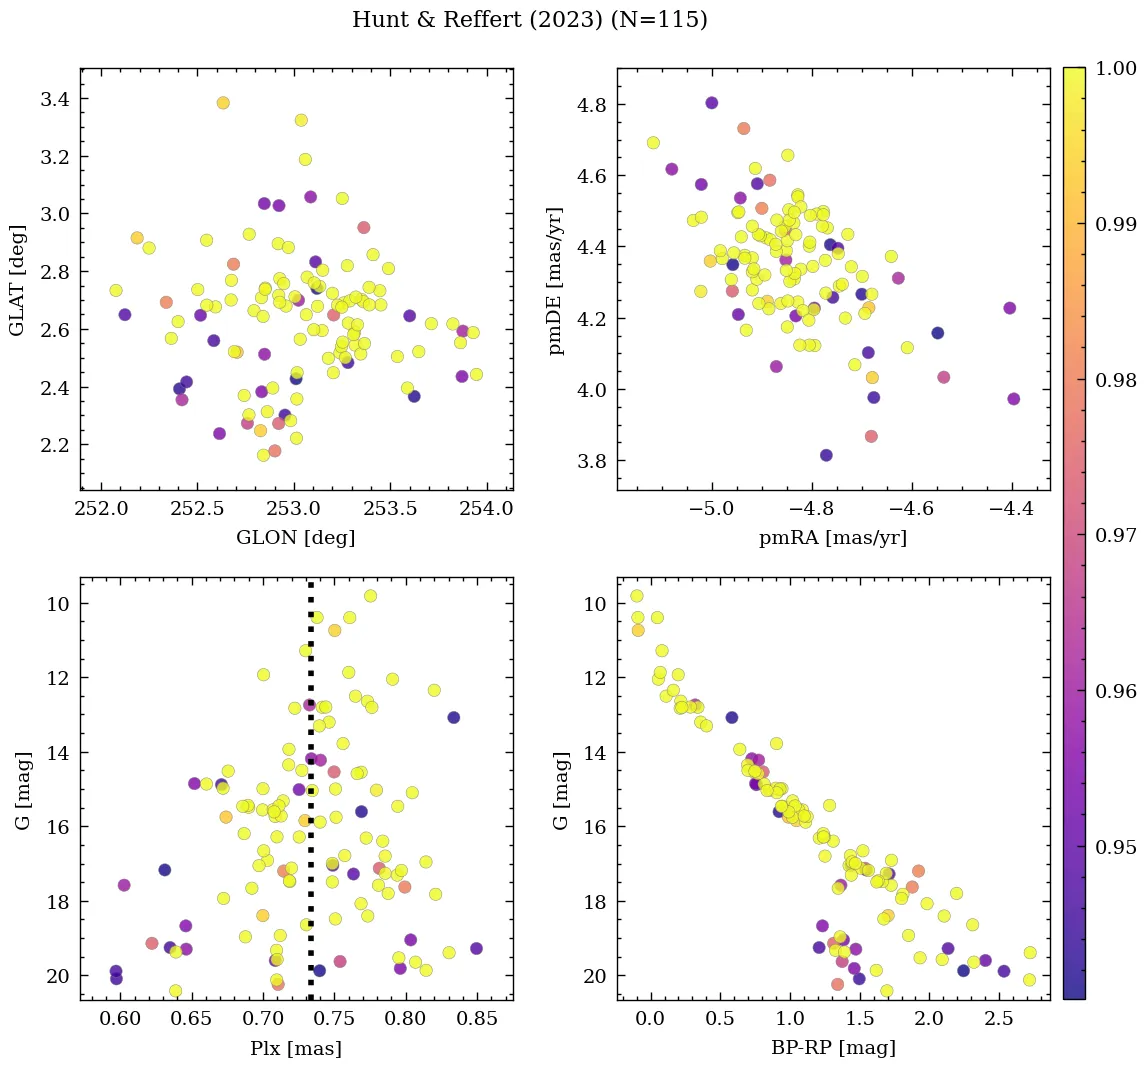 Hunt & Reffert (2023) (N=115)
3.4
3.2
3.0
2.8
2.6
2.4
2.2
GLAT [deg]
252.0 252.5 253.0 253.5 254.0
GLON [deg]
4.8
4.6
4.4
4.2
4.0
3.8
pmDE [mas/yr]
−5.0 −4.8 −4.6 −4.4
pmRA [mas/yr]
10
12
14
16
18
20
G [mag]
0.60 0.65 0.70 0.75 0.80 0.85
Plx [mas]
10
12
14
16
18
20
G [mag]
0.0 0.5 1.0 1.5 2.0 2.5
BP-RP [mag]
1.00
0.99
0.98
0.97
0.96
0.95